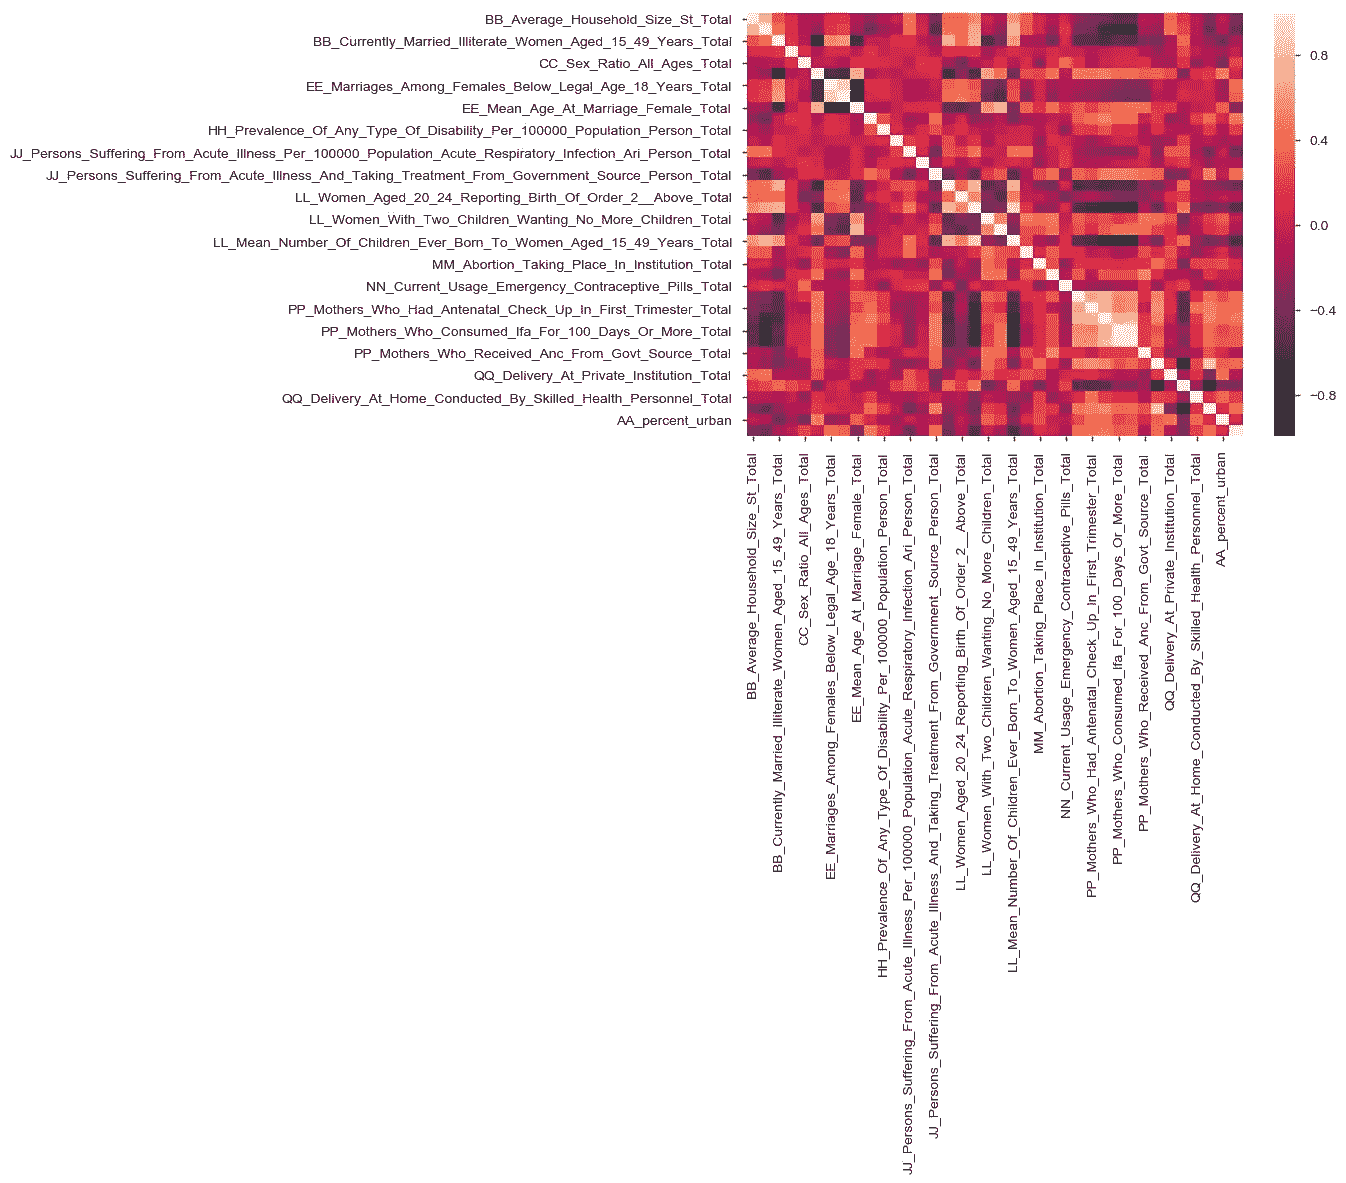 BB_Average_Household_Size_St_Total
BB_Currently_Married_Illiterate_Women_Aged_15_49_Years_Total
CC_Sex_Ratio_All_Ages_Total
EE_Marriages_Among_Females_Below_Legal_Age_18_Years_Total
EE_Mean_Age_At_Marriage_Female_Total
HH_Prevalence_Of_Any_Type_Of_Disability_Per_100000_Population_Person_Total
JJ_Persons_Suffering_From_Acute_Illness_Per_100000_Population_Acute_Respiratory_Infection_Ari_Person_Total
JJ_Persons_Suffering_From_Acute_Illness_And_Taking_Treatment_From_Government_Source_Person_Total
LL_Women_Aged_20_24_Reporting_Birth_Of_Order_2__Above_Total
LL_Women_With_Two_Children_Wanting_No_More_Children_Total
LL_Mean_Number_Of_Children_Ever_Born_To_Women_Aged_15_49_Years_Total
MM_Abortion_Taking_Place_In_Institution_Total
NN_Current_Usage_Emergency_Contraceptive_Pills_Total
PP_Mothers_Who_Had_Antenatal_Check_Up_In_First_Trimester_Total
PP_Mothers_Who_Consumed_Ifa_For_100_Days_Or_More_Total
PP_Mothers_Who_Received_Anc_From_Govt_Source_Total
QQ_Delivery_At_Private_Institution_Total
QQ_Delivery_At_Home_Conducted_By_Skilled_Health_Personnel_Total
AA_percent_urban
0.8
0.4
0.0
−0.4
−0.8
BB_Average_Household_Size_St_Total
BB_Currently_Married_Illiterate_Women_Aged_15_49_Years_Total
CC_Sex_Ratio_All_Ages_Total
EE_Marriages_Among_Females_Below_Legal_Age_18_Years_Total
EE_Mean_Age_At_Marriage_Female_Total
HH_Prevalence_Of_Any_Type_Of_Disability_Per_100000_Population_Person_Total
JJ_Persons_Suffering_From_Acute_Illness_Per_100000_Population_Acute_Respiratory_Infection_Ari_Person_Total
JJ_Persons_Suffering_From_Acute_Illness_And_Taking_Treatment_From_Government_Source_Person_Total
LL_Women_Aged_20_24_Reporting_Birth_Of_Order_2__Above_Total
LL_Women_With_Two_Children_Wanting_No_More_Children_Total
LL_Mean_Number_Of_Children_Ever_Born_To_Women_Aged_15_49_Years_Total
MM_Abortion_Taking_Place_In_Institution_Total
NN_Current_Usage_Emergency_Contraceptive_Pills_Total
PP_Mothers_Who_Had_Antenatal_Check_Up_In_First_Trimester_Total
PP_Mothers_Who_Consumed_Ifa_For_100_Days_Or_More_Total
PP_Mothers_Who_Received_Anc_From_Govt_Source_Total
QQ_Delivery_At_Private_Institution_Total
QQ_Delivery_At_Home_Conducted_By_Skilled_Health_Personnel_Total
AA_percent_urban